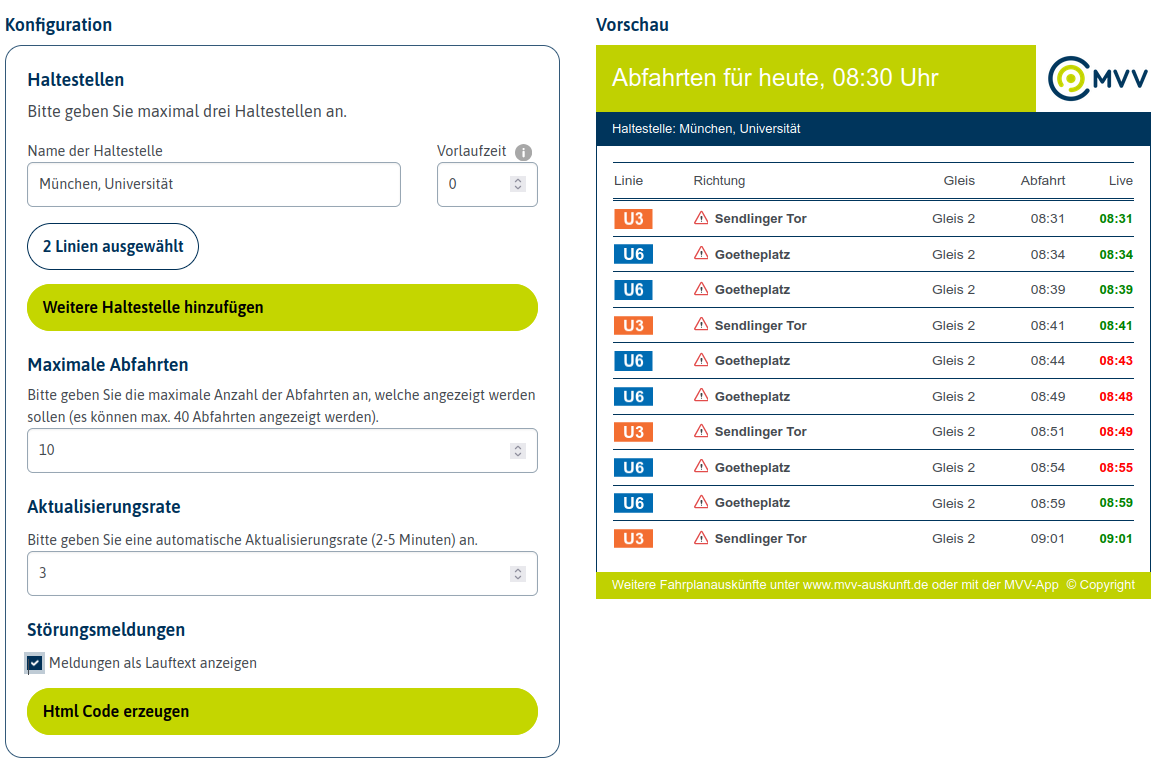 Konfiguration
Haltestellen
Bitte geben Sie maximal drei Haltestellen an.
Name der Haltestelle
Vorlaufzeit i
München, Universität
0
2 Linien ausgewählt
Weitere Haltestelle hinzufügen
Maximale Abfahrten
Bitte geben Sie die maximale Anzahl der Abfahrten an, welche angezeigt werden
sollen (es können max. 40 Abfahrten angezeigt werden).
10
Aktualisierungsrate
Bitte geben Sie eine automatische Aktualisierungsrate (2-5 Minuten) an.
3
Störungsmeldungen
Meldungen als Lauftext anzeigen
Html Code erzeugen
Vorschau
Abfahrten für heute, 08:30 Uhr
MVV
Haltestelle: München, Universität
Linie Richtung Gleis Abfahrt Live
U3 Sendlinger Tor Gleis 2 08:31 08:31
U6 Goetheplatz Gleis 2 08:34 08:34
U6 Goetheplatz Gleis 2 08:39 08:39
U3 Sendlinger Tor Gleis 2 08:41 08:41
U6 Goetheplatz Gleis 2 08:44 08:43
U6 Goetheplatz Gleis 2 08:49 08:48
U3 Sendlinger Tor Gleis 2 08:51 08:49
U6 Goetheplatz Gleis 2 08:54 08:55
U6 Goetheplatz Gleis 2 08:59 08:59
U3 Sendlinger Tor Gleis 2 09:01 09:01
Weitere Fahrplanauskünfte unter www.mvv-auskunft.de oder mit der MVV-App © Copyright